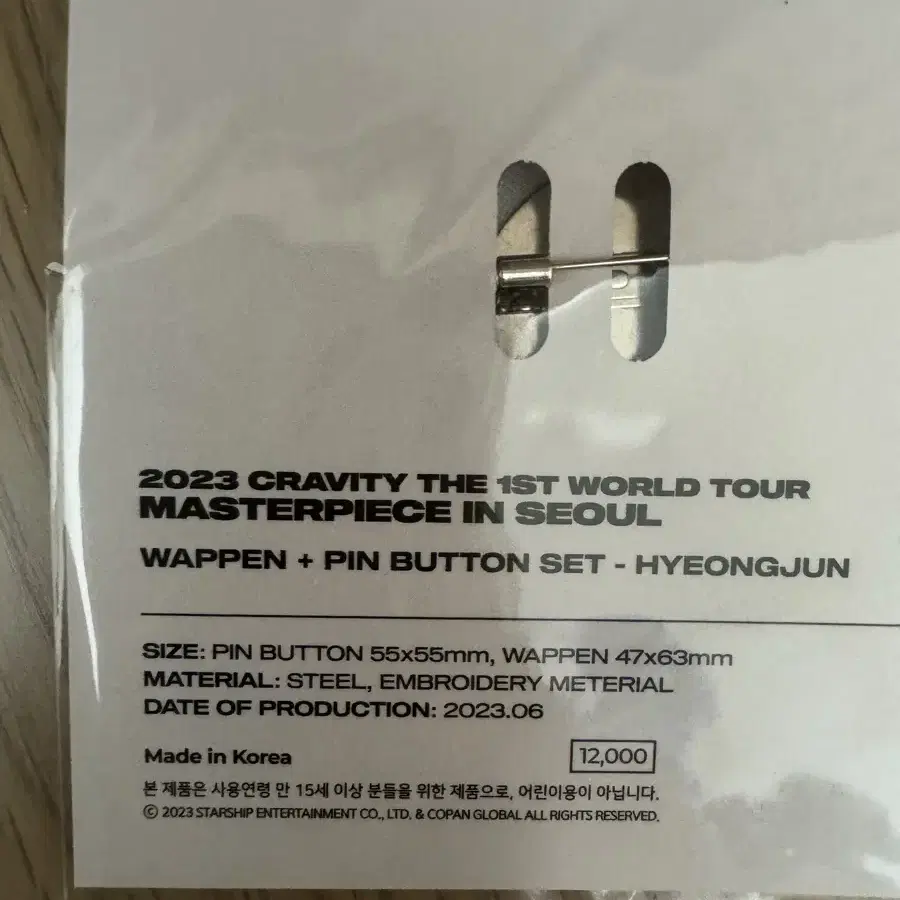 2023 CRAVITY THE 1ST WORLD TOUR
MASTERPIECE IN SEOUL
WAPPEN + PIN BUTTON SET - HYEONGJUN
SIZE: PIN BUTTON 55x55mm, WAPPEN 47x63mm
MATERIAL: STEEL, EMBROIDERY METERIAL
DATE OF PRODUCTION: 2023.06
Made in Korea 12,000
본 제품은 사용연령 만 15세 이상 분들을 위한 제품으로, 어린이용이 아닙니다.
© 2023 STARSHIP ENTERTAINMENT CO., LTD. & COPAN GLOBAL ALL RIGHTS RESERVED.